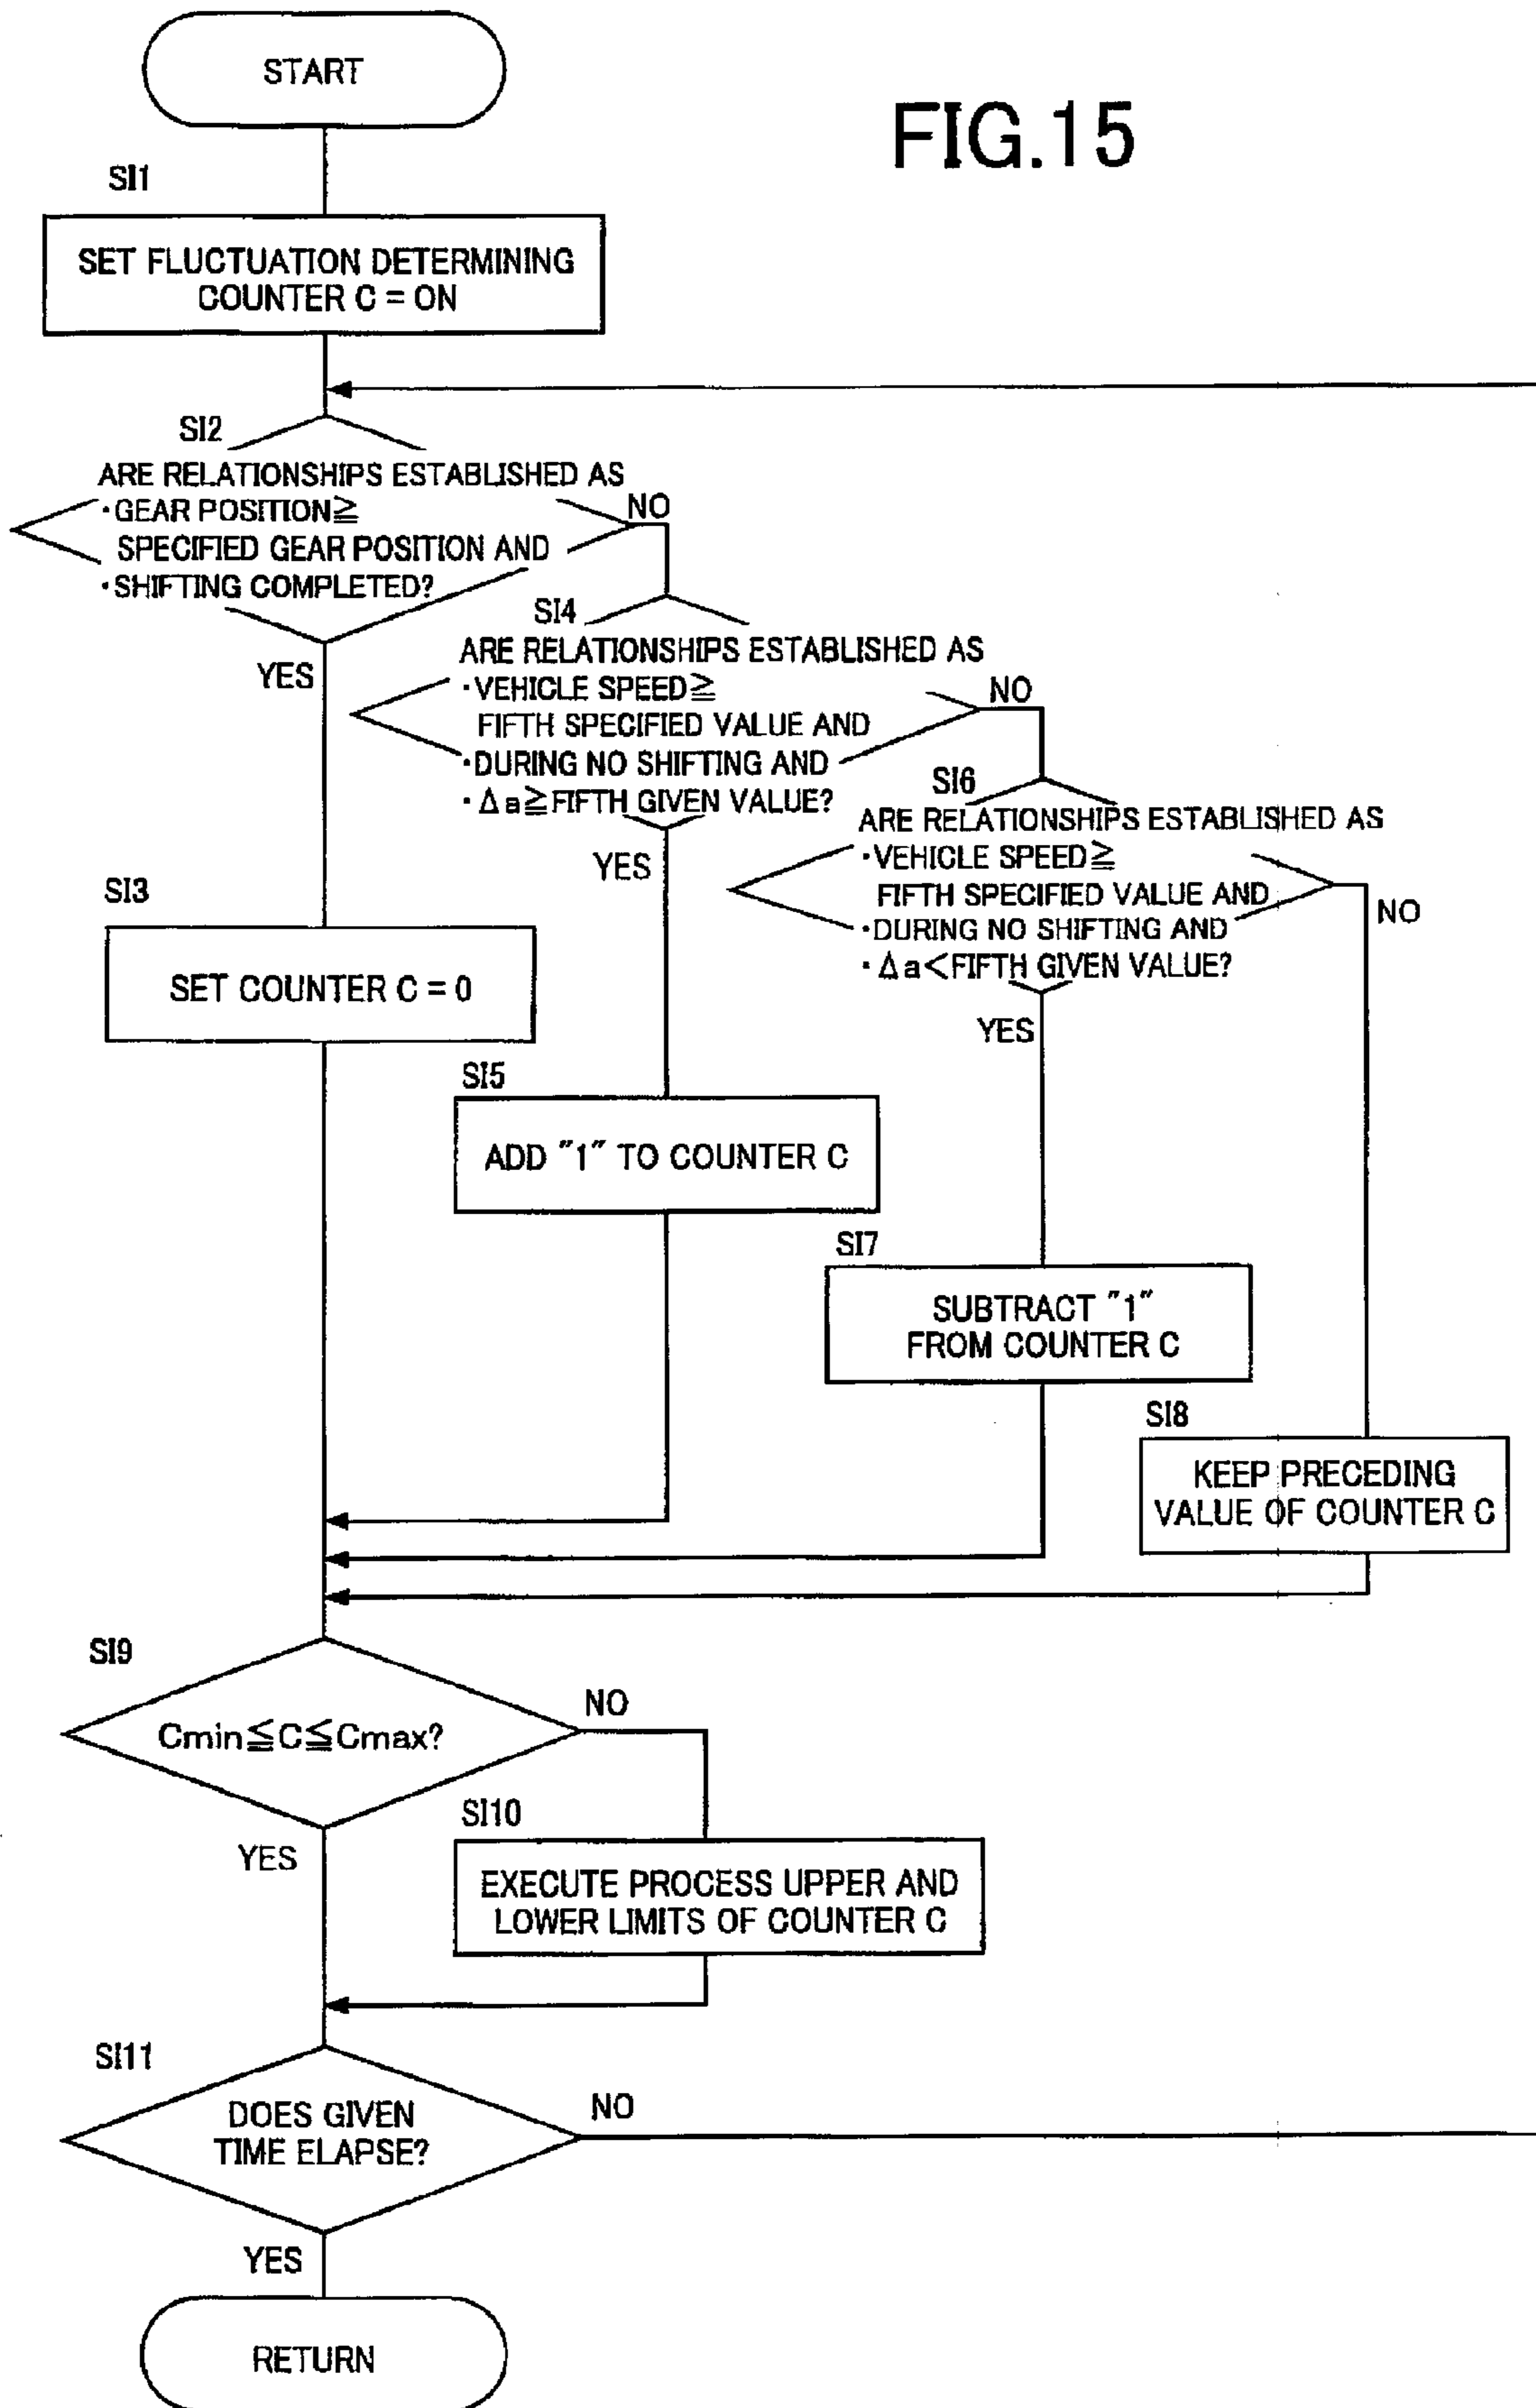 START
FIG.15
SI1
SET FLUCTUATION DETERMINING
COUNTER C = ON
SI2
ARE RELATIONSHIPS ESTABLISHED AS
・GEAR POSITION≧
SPECIFIED GEAR POSITION AND
・SHIFTING COMPLETED?
NO
YES
SI4
ARE RELATIONSHIPS ESTABLISHED AS
・VEHICLE SPEED≧
FIFTH SPECIFIED VALUE AND
・DURING NO SHIFTING AND
・Δa≧FIFTH GIVEN VALUE?
NO
YES
SI6
ARE RELATIONSHIPS ESTABLISHED AS
・VEHICLE SPEED≧
FIFTH SPECIFIED VALUE AND
・DURING NO SHIFTING AND
・Δa<FIFTH GIVEN VALUE?
NO
YES
SI3
SET COUNTER C = 0
SI5
ADD "1" TO COUNTER C
SI7
SUBTRACT "1"
FROM COUNTER C
SI8
KEEP PRECEDING
VALUE OF COUNTER C
SI9
Cmin≦C≦Cmax?
NO
YES
SI10
EXECUTE PROCESS UPPER AND
LOWER LIMITS OF COUNTER C
SI11
DOES GIVEN
TIME ELAPSE?
NO
YES
RETURN